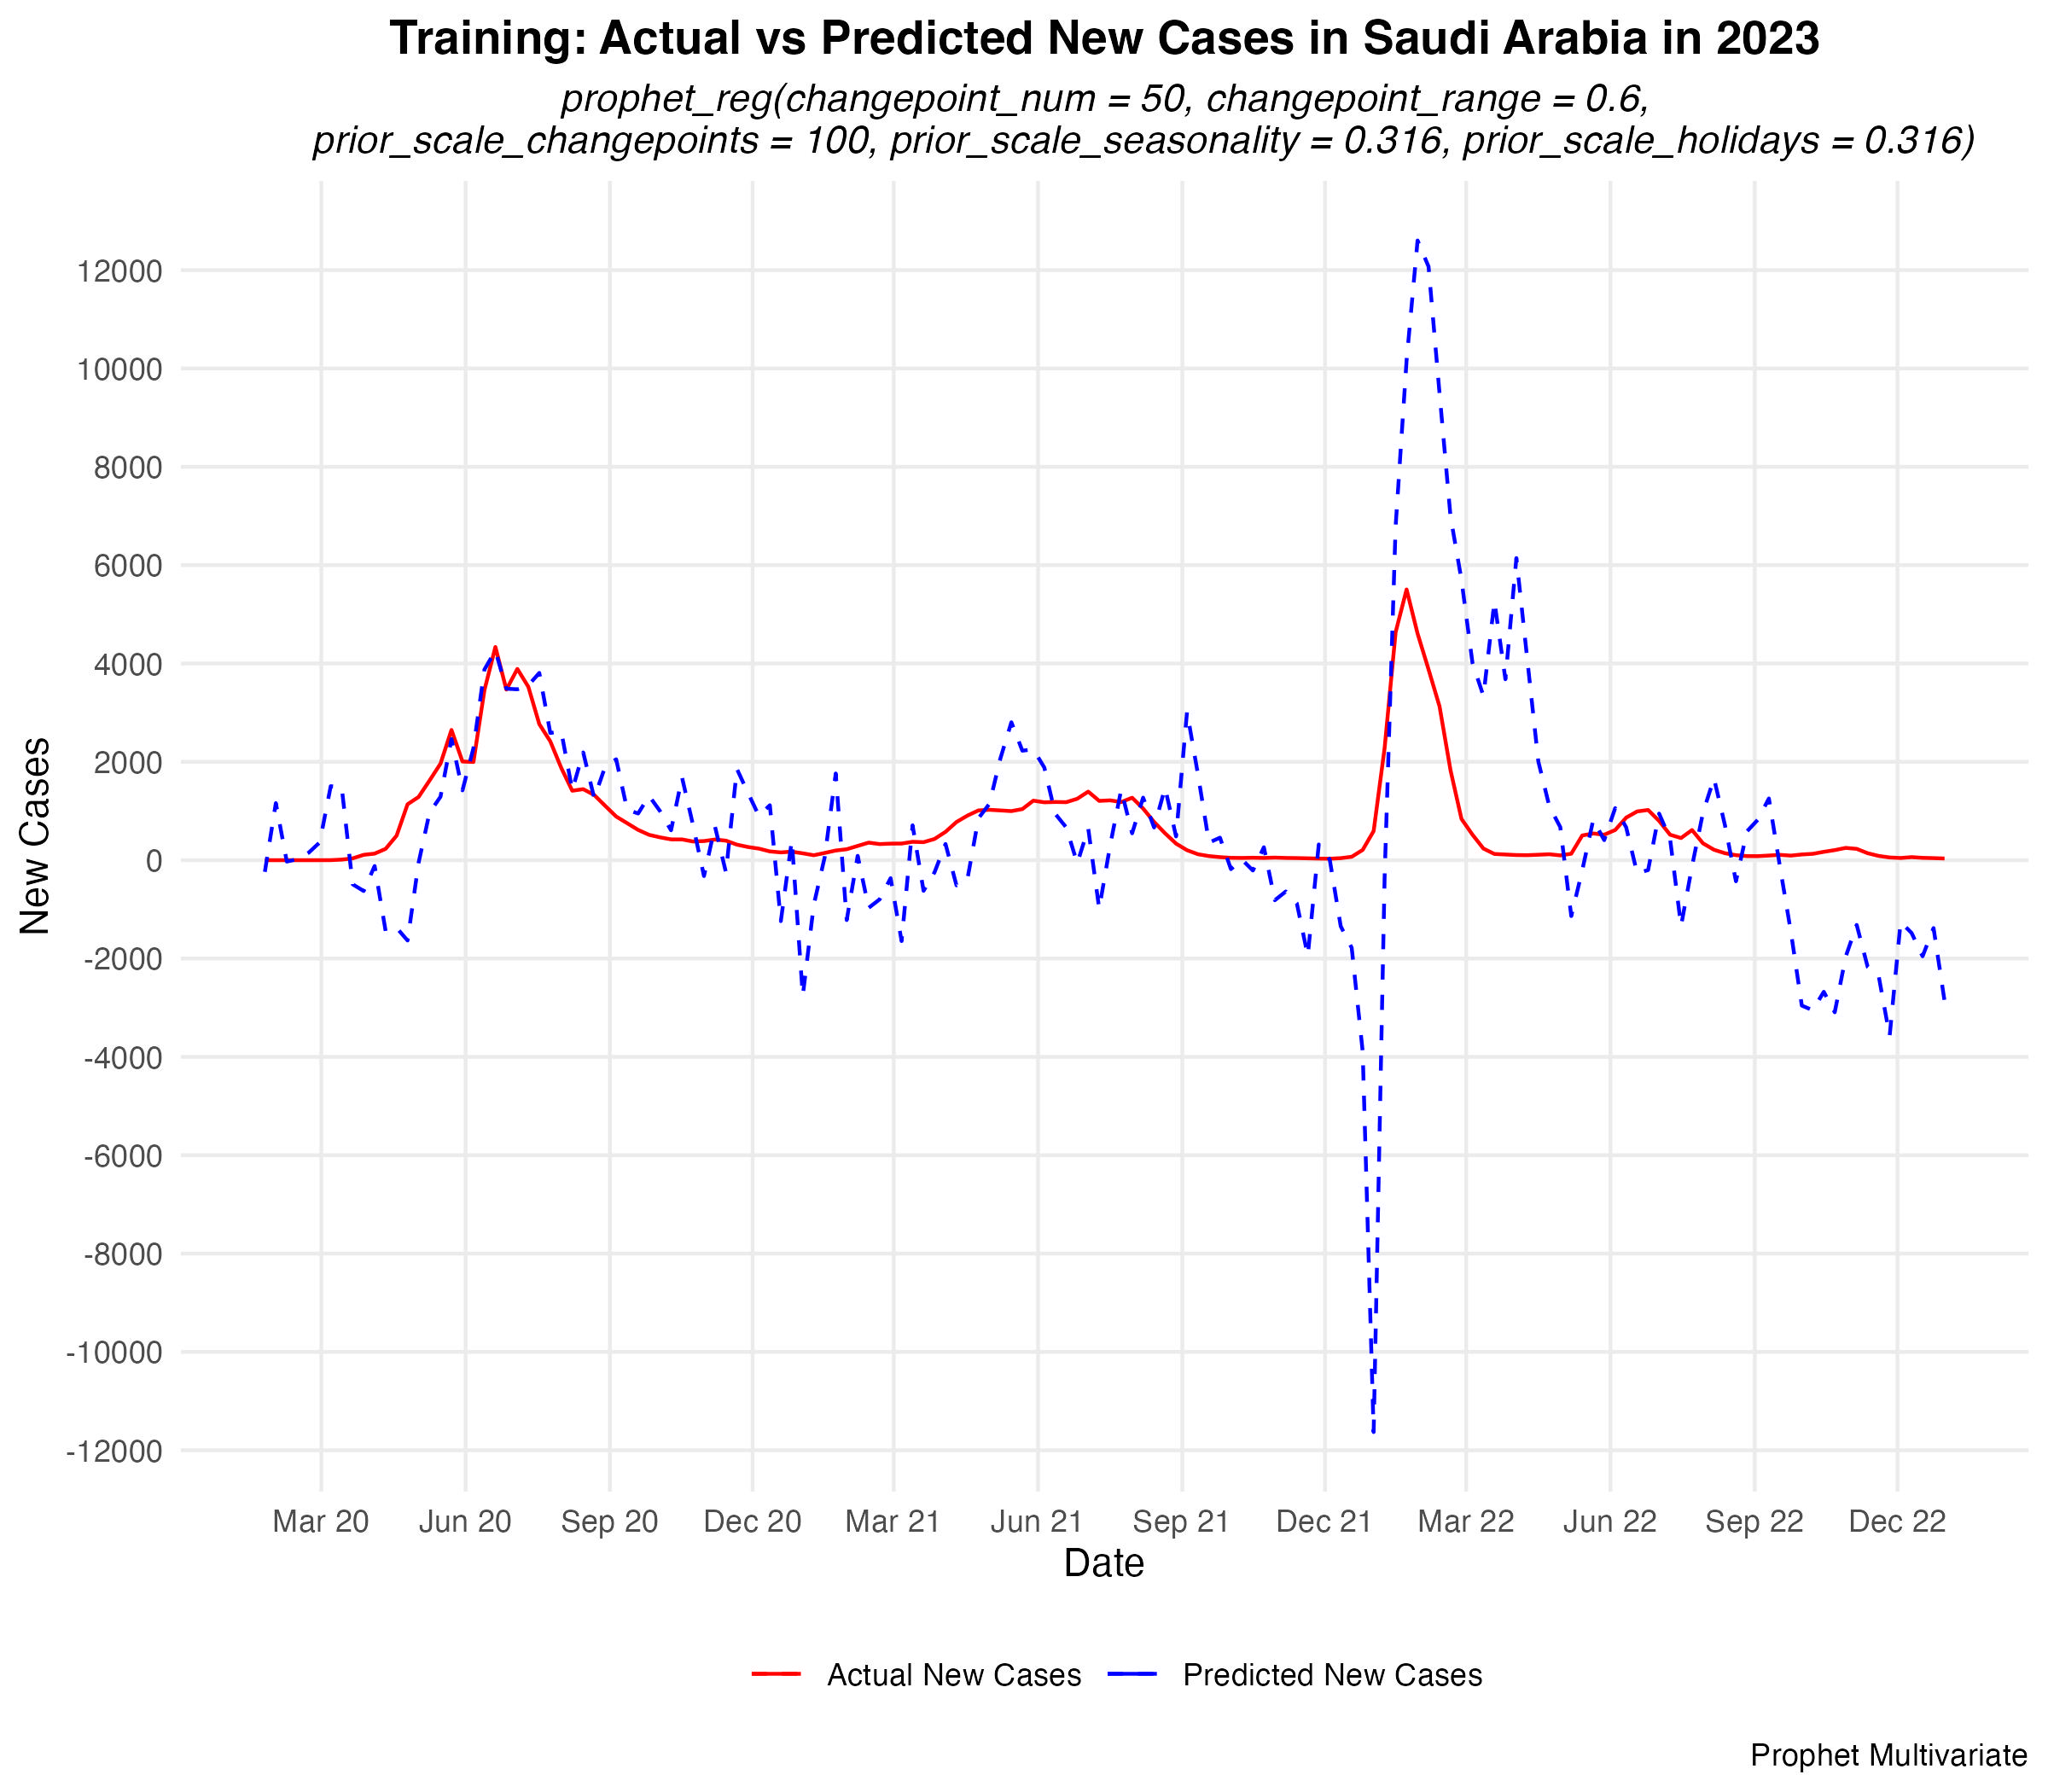 Training: Actual vs Predicted New Cases in Saudi Arabia in 2023
prophet_reg(changepoint_num = 50, changepoint_range = 0.6,
prior_scale_changepoints = 100, prior_scale_seasonality = 0.316, prior_scale_holidays = 0.316)
New Cases
12000
10000
8000
6000
4000
2000
0
-2000
-4000
-6000
-8000
-10000
-12000
Mar 20 Jun 20 Sep 20 Dec 20 Mar 21 Jun 21 Sep 21 Dec 21 Mar 22 Jun 22 Sep 22 Dec 22
Date
Actual New Cases Predicted New Cases
Prophet Multivariate